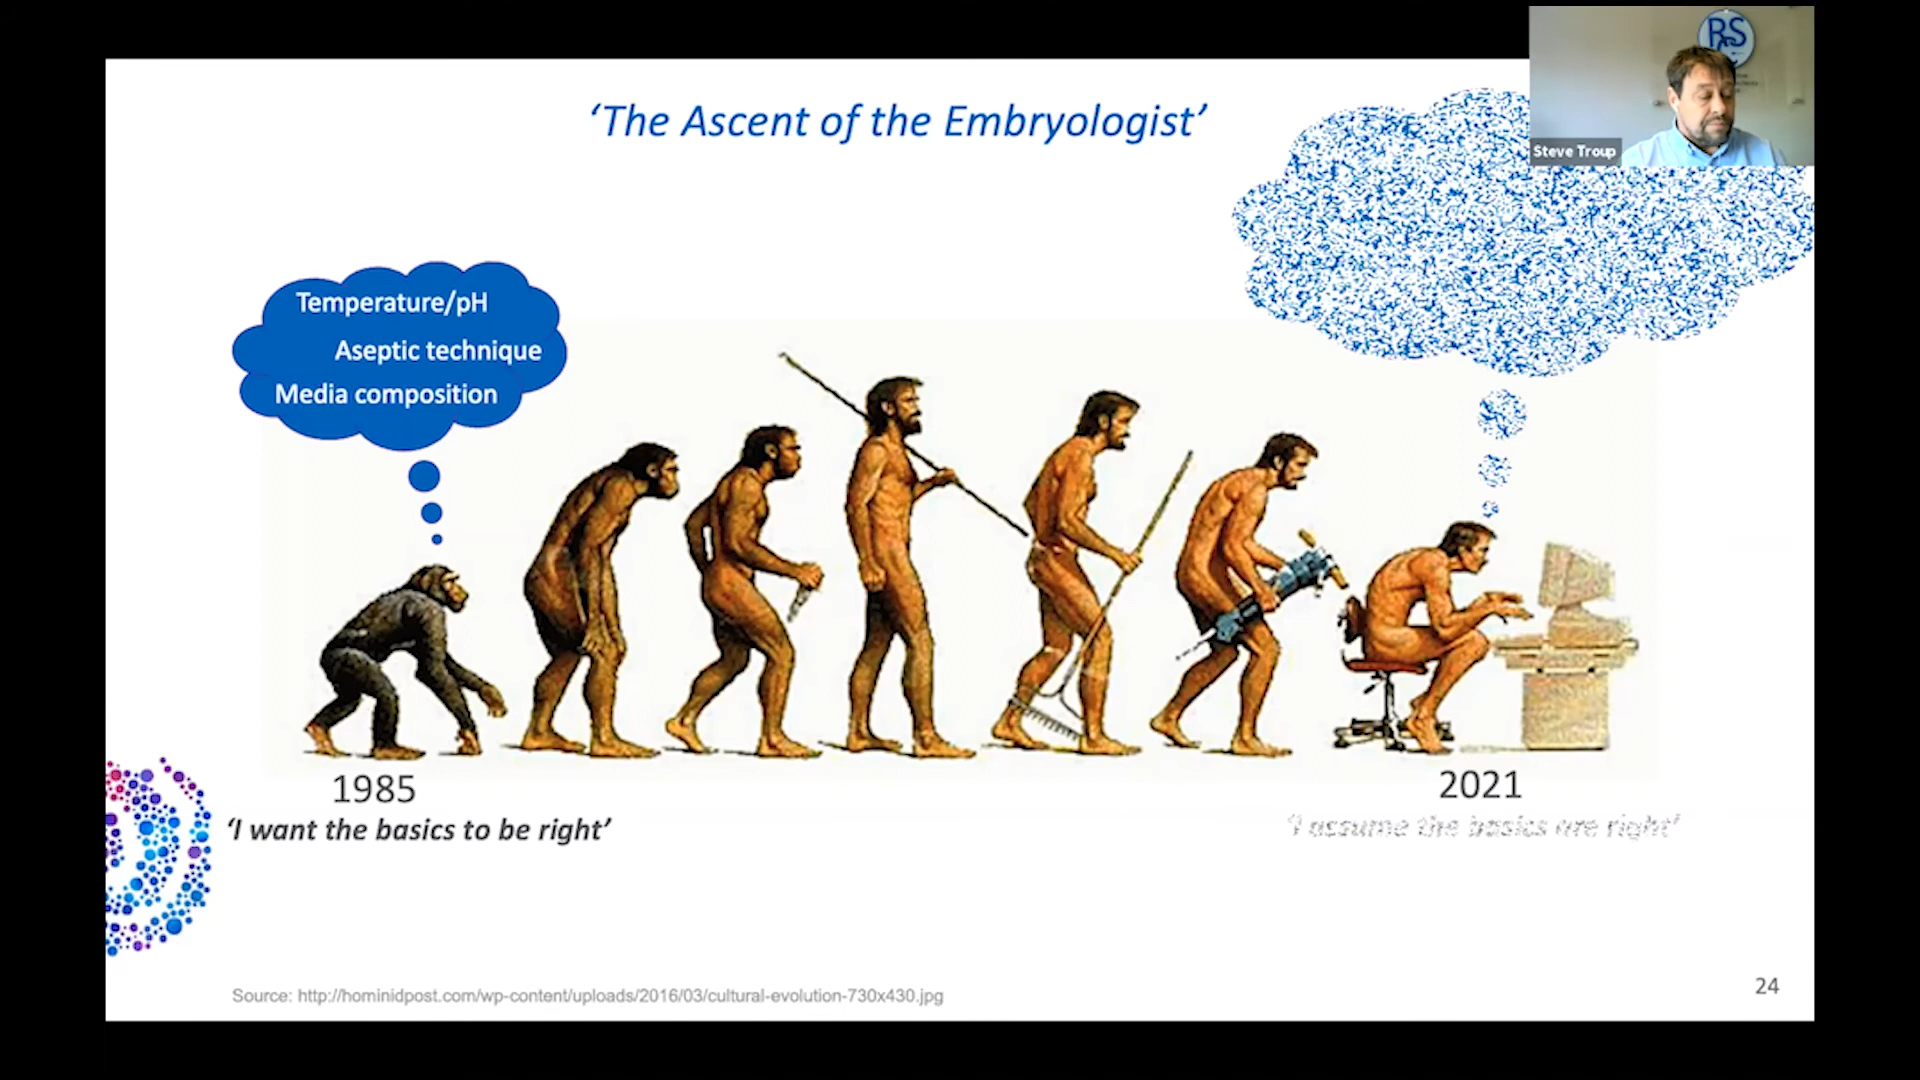 'The Ascent of the Embryologist'
RS
Steve Troup
Temperature/pH
Aseptic technique
Media composition
1985
'I want the basics to be right'
2021
'I assume the basics are right'
Source: http://hominidpost.com/wp-content/uploads/2016/03/cultural-evolution-730x430.jpg
24